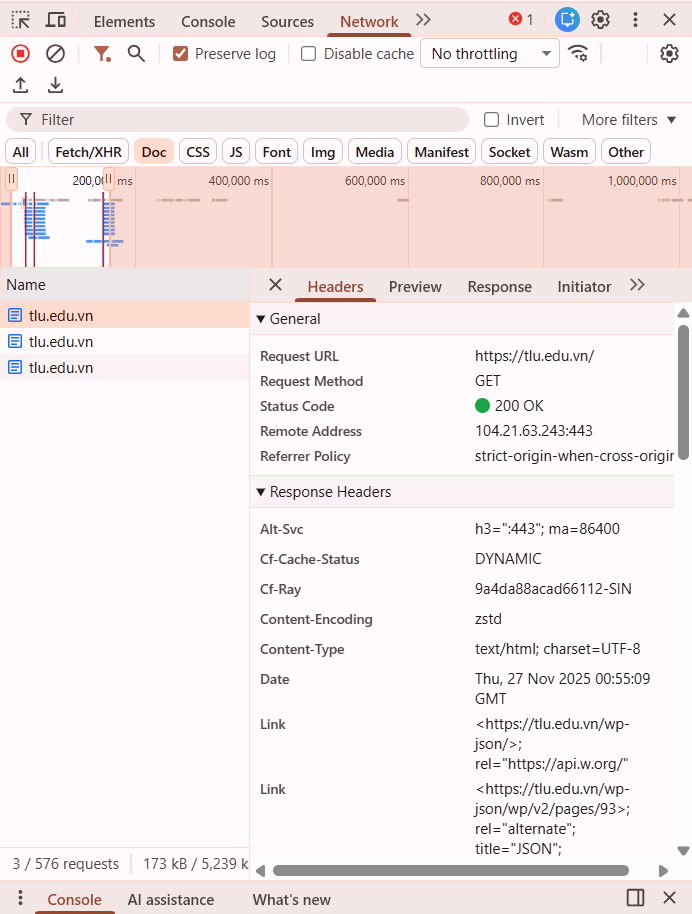 Elements Console Sources Network 1
Preserve log Disable cache No throttling
Filter Invert More filters
All Fetch/XHR Doc CSS JS Font Img Media Manifest Socket Wasm Other
200,000 ms 400,000 ms 600,000 ms 800,000 ms 1,000,000 ms
Name Headers Preview Response Initiator
tlu.edu.vn
tlu.edu.vn
tlu.edu.vn
General
Request URL https://tlu.edu.vn/
Request Method GET
Status Code 200 OK
Remote Address 104.21.63.243:443
Referrer Policy strict-origin-when-cross-origin
Response Headers
Alt-Svc h3=":443"; ma=86400
Cf-Cache-Status DYNAMIC
Cf-Ray 9a4da88acad66112-SIN
Content-Encoding zstd
Content-Type text/html; charset=UTF-8
Date Thu, 27 Nov 2025 00:55:09
GMT
Link <https://tlu.edu.vn/wp-
json/>;
rel="https://api.w.org/"
Link <https://tlu.edu.vn/wp-
json/wp/v2/pages/93>;
rel="alternate";
title="JSON";
3 / 576 requests 173 kB / 5,239 k
Console AI assistance What's new